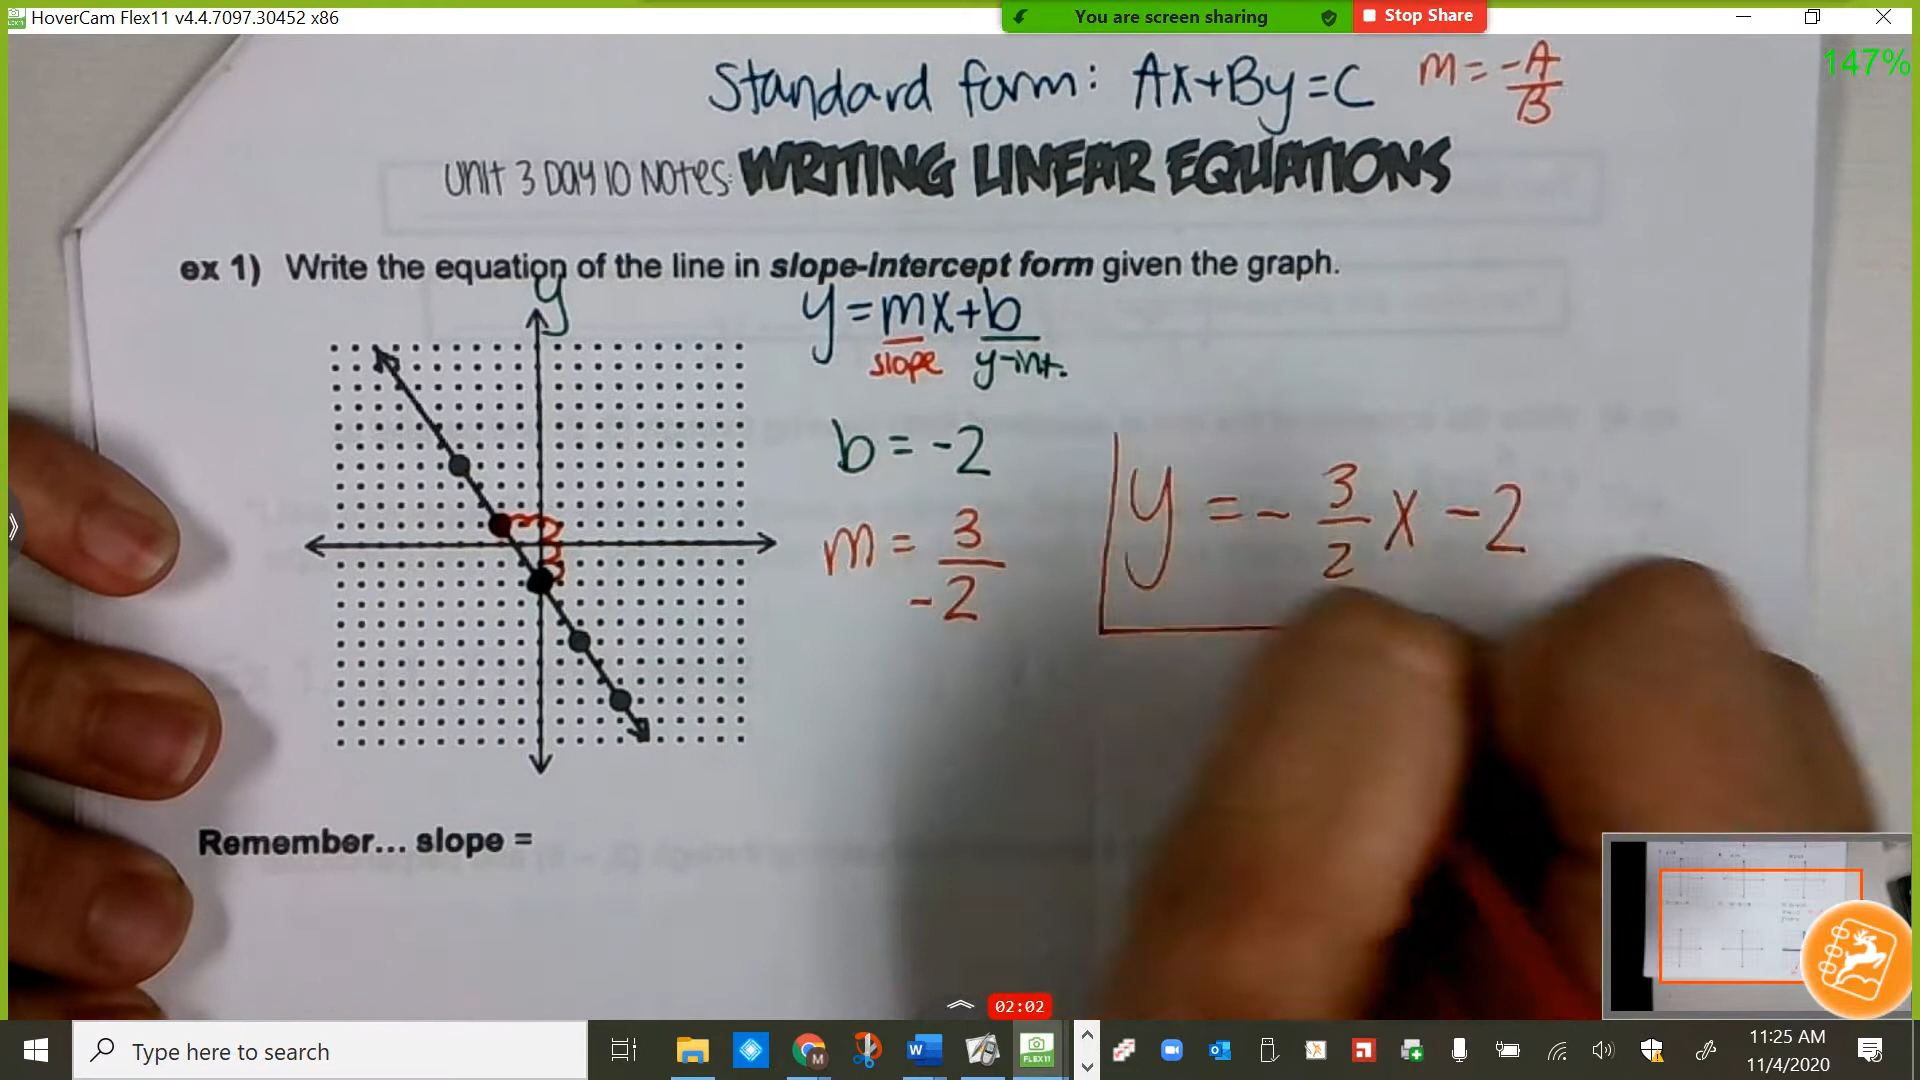 HoverCam Flex11 v4.4.7097.30452 x86
You are screen sharing
Stop Share
147%
Standard form: Ax+By=C m=-A/B
Unit 3 Day 10 Notes: WRITING LINEAR EQUATIONS
ex 1) Write the equation of the line in slope-intercept form given the graph.
y
y=mx+b
slope y-int.
b=-2
m=3/-2
y=-3/2x-2
Remember... slope =
02:02
Type here to search
FLEX11
11:25 AM
11/4/2020